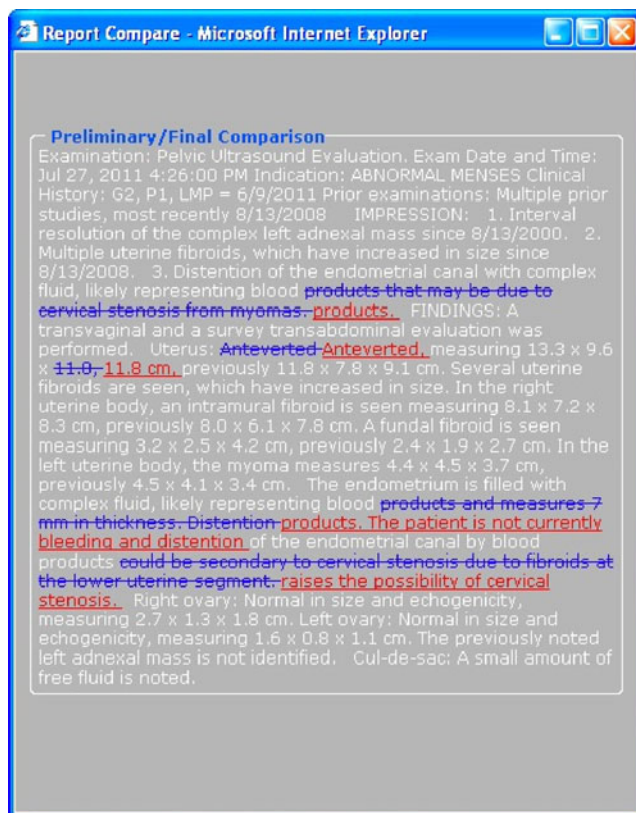 Report Compare - Microsoft Internet Explorer
Preliminary/Final Comparison
Examination: Pelvic Ultrasound Evaluation. Exam Date and Time:
Jul 27, 2011 4:26:00 PM Indication: ABNORMAL MENSES Clinical
History: G2, P1, LMP = 6/9/2011 Prior examinations: Multiple prior
studies, most recently 8/13/2008 IMPRESSION: 1. Interval
resolution of the complex left adnexal mass since 8/13/2000. 2.
Multiple uterine fibroids, which have increased in size since
8/13/2008. 3. Distention of the endometrial canal with complex
fluid, likely representing blood products that may be due to
cervical stenosis from myomas. products. FINDINGS: A
transvaginal and a survey transabdominal evaluation was
performed. Uterus: Anteverted Anteverted, measuring 13.3 x 9.6
x 11.0, 11.8 cm, previously 11.8 x 7.8 x 9.1 cm. Several uterine
fibroids are seen, which have increased in size. In the right
uterine body, an intramural fibroid is seen measuring 8.1 x 7.2 x
8.3 cm, previously 8.0 x 6.1 x 7.8 cm. A fundal fibroid is seen
measuring 3.2 x 2.5 x 4.2 cm, previously 2.4 x 1.9 x 2.7 cm. In the
left uterine body, the myoma measures 4.4 x 4.5 x 3.7 cm,
previously 4.5 x 4.1 x 3.4 cm. The endometrium is filled with
complex fluid, likely representing blood products and measures 7
mm in thickness. Distention products. The patient is not currently
bleeding and distention of the endometrial canal by blood
products could be secondary to cervical stenosis due to fibroids at
the lower uterine segment. raises the possibility of cervical
stenosis. Right ovary: Normal in size and echogenicity,
measuring 2.7 x 1.3 x 1.8 cm. Left ovary: Normal in size and
echogenicity, measuring 1.6 x 0.8 x 1.1 cm. The previously noted
left adnexal mass is not identified. Cul-de-sac: A small amount of
free fluid is noted.